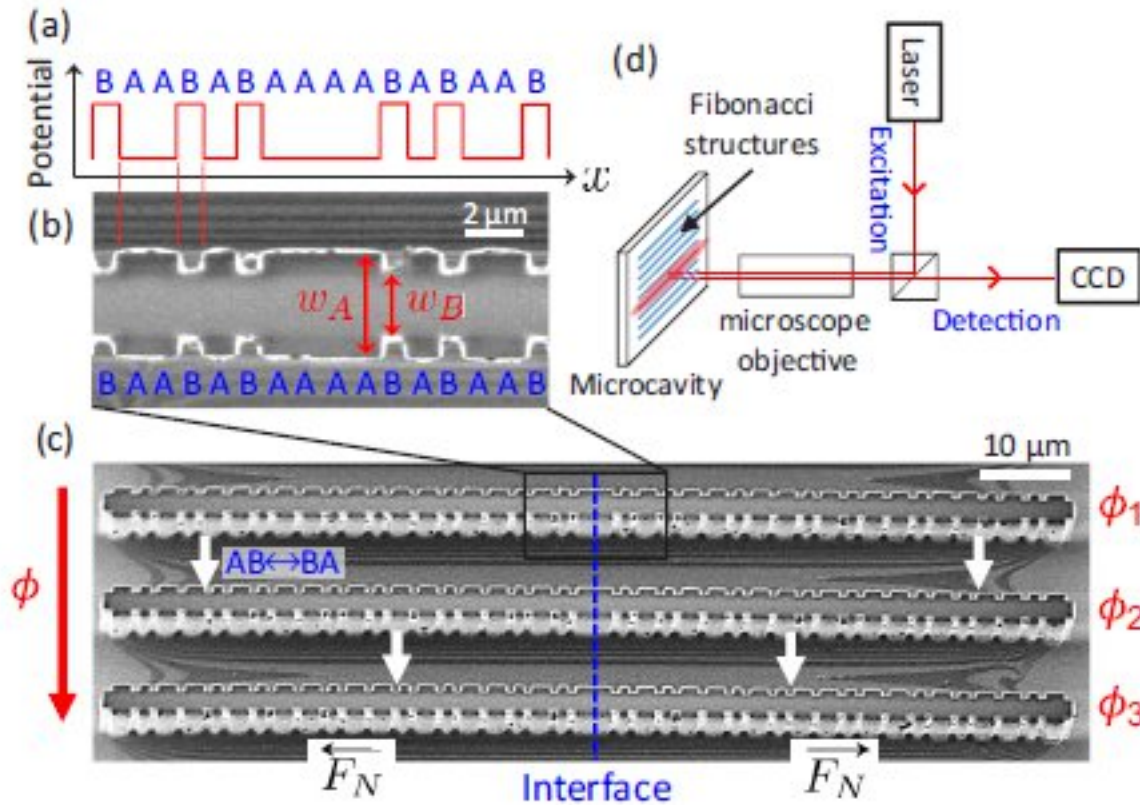 (a)
B A A B A B A A A A B A B A A B
Potential
x
(b)
2 μm
w_A
w_B
B A A B A B A A A A B A B A A B
(d)
Laser
Fibonacci
structures
Excitation
CCD
microscope
objective
Detection
Microcavity
(c)
10 μm
ϕ
AB↔BA
ϕ₁
ϕ₂
ϕ₃
F_N
Interface
F_N